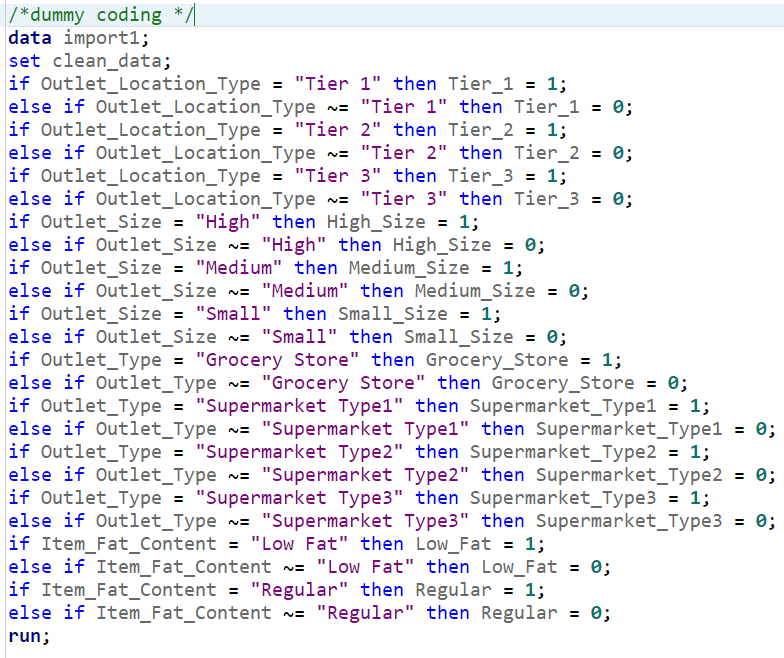 /*dummy coding */
data import1;
set clean_data;
if Outlet_Location_Type = "Tier 1" then Tier_1 = 1;
else if Outlet_Location_Type ~= "Tier 1" then Tier_1 = 0;
if Outlet_Location_Type = "Tier 2" then Tier_2 = 1;
else if Outlet_Location_Type ~= "Tier 2" then Tier_2 = 0;
if Outlet_Location_Type = "Tier 3" then Tier_3 = 1;
else if Outlet_Location_Type ~= "Tier 3" then Tier_3 = 0;
if Outlet_Size = "High" then High_Size = 1;
else if Outlet_Size ~= "High" then High_Size = 0;
if Outlet_Size = "Medium" then Medium_Size = 1;
else if Outlet_Size ~= "Medium" then Medium_Size = 0;
if Outlet_Size = "Small" then Small_Size = 1;
else if Outlet_Size ~= "Small" then Small_Size = 0;
if Outlet_Type = "Grocery Store" then Grocery_Store = 1;
else if Outlet_Type ~= "Grocery Store" then Grocery_Store = 0;
if Outlet_Type = "Supermarket Type1" then Supermarket_Type1 = 1;
else if Outlet_Type ~= "Supermarket Type1" then Supermarket_Type1 = 0;
if Outlet_Type = "Supermarket Type2" then Supermarket_Type2 = 1;
else if Outlet_Type ~= "Supermarket Type2" then Supermarket_Type2 = 0;
if Outlet_Type = "Supermarket Type3" then Supermarket_Type3 = 1;
else if Outlet_Type ~= "Supermarket Type3" then Supermarket_Type3 = 0;
if Item_Fat_Content = "Low Fat" then Low_Fat = 1;
else if Item_Fat_Content ~= "Low Fat" then Low_Fat = 0;
if Item_Fat_Content = "Regular" then Regular = 1;
else if Item_Fat_Content ~= "Regular" then Regular = 0;
run;